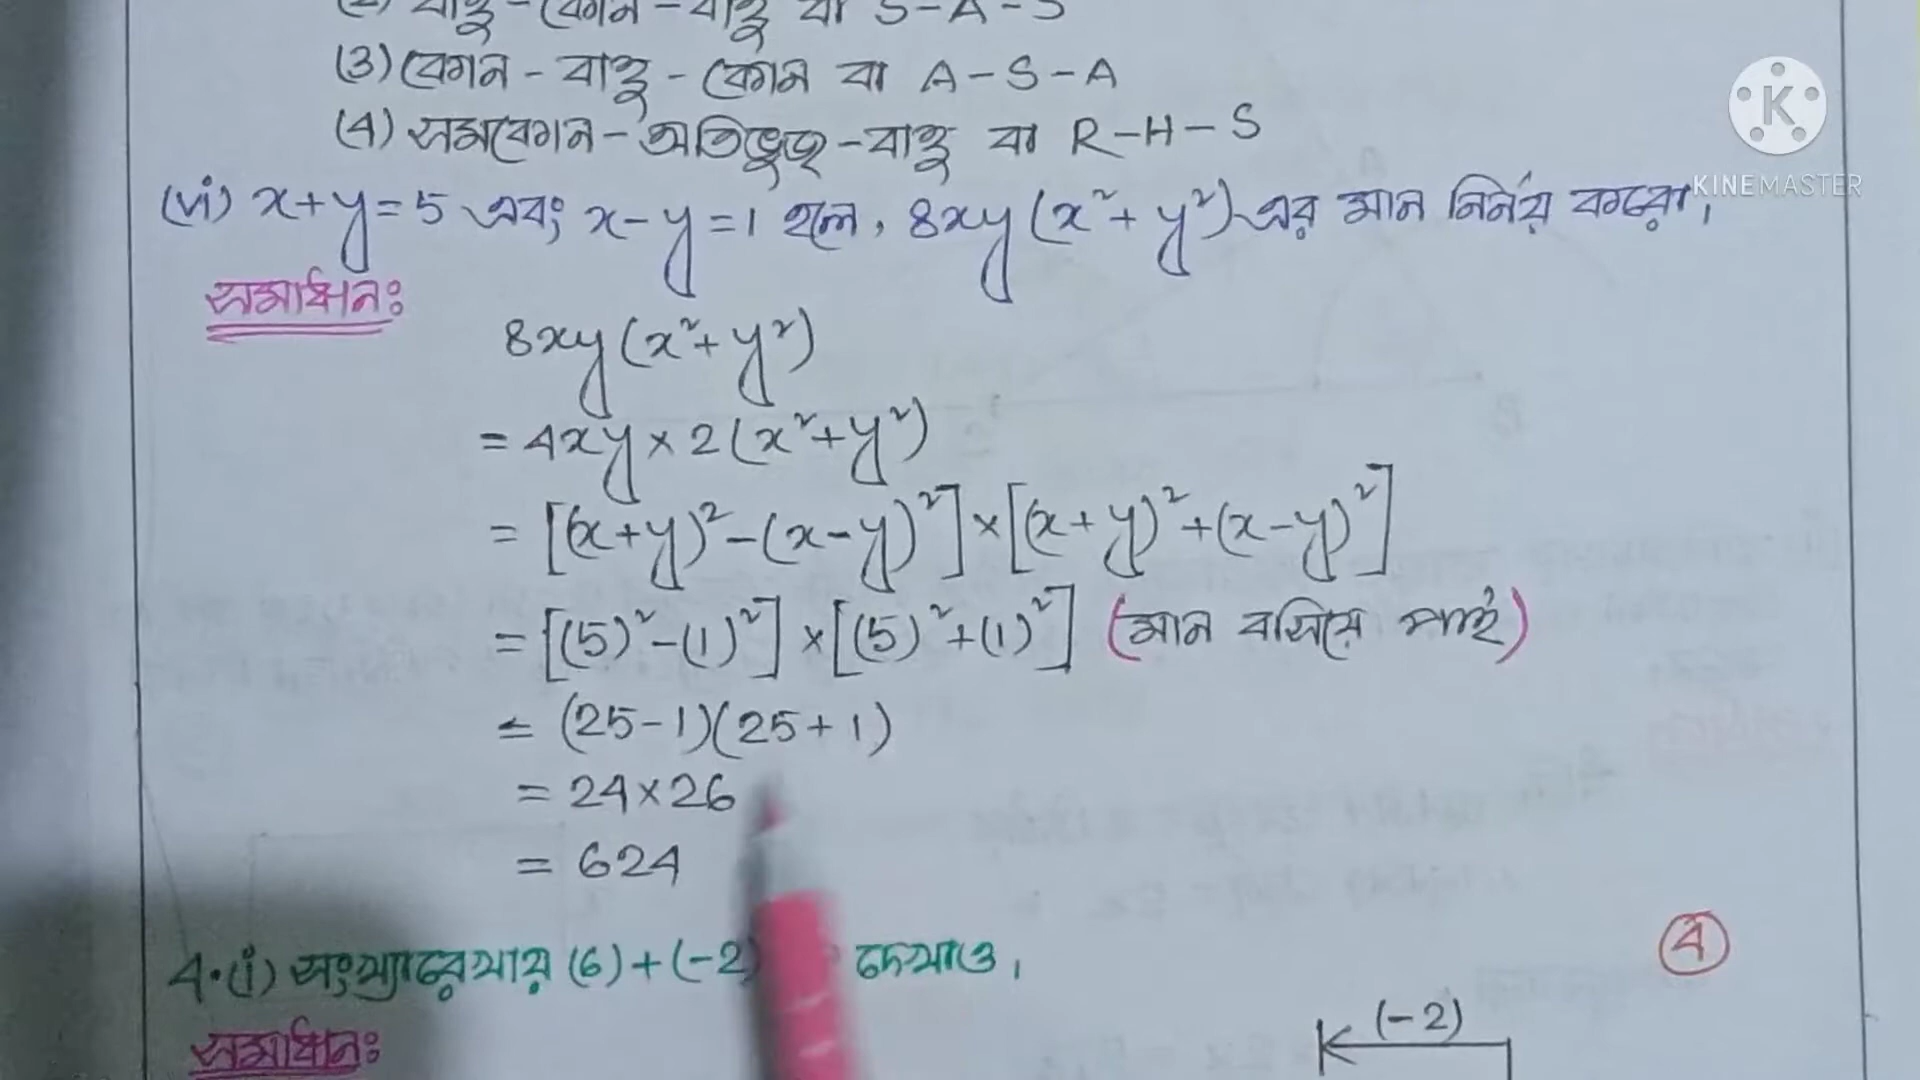 (2) বাহু-কোন-বাহু বা S-A-S
(3) কোন - বাহু - কোন বা A-S-A
(4) সমকোন-অতিভুজ-বাহু বা R-H-S
K
KINEMASTER
(vi) x+y=5 এবং x-y=1 হলে, 8xy(x²+y²) এর মান নির্নয় করো।
সমাধানঃ
8xy(x²+y²)
= 4xy×2(x²+y²)
= [(x+y)²-(x-y)²]×[(x+y)²+(x-y)²]
= [(5)²-(1)²]×[(5)²+(1)²] (মান বসিয়ে পাই)
= (25-1)(25+1)
= 24×26
= 624
4.(i) সংখ্যারেখায় (6)+(-2) দেখাও।
4
সমাধানঃ
(-2)